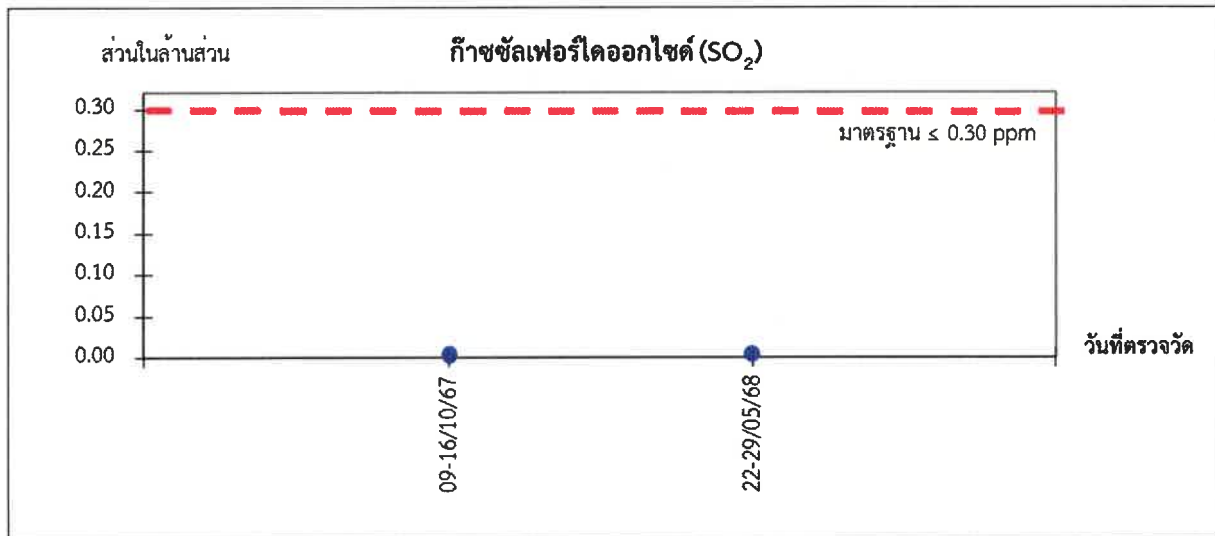 ส่วนในล้านส่วน
ก๊าซซัลเฟอร์ไดออกไซด์ (SO₂)
0.30
มาตรฐาน ≤ 0.30 ppm
0.25
0.20
0.15
0.10
0.05
0.00
วันที่ตรวจวัด
09-16/10/67
22-29/05/68